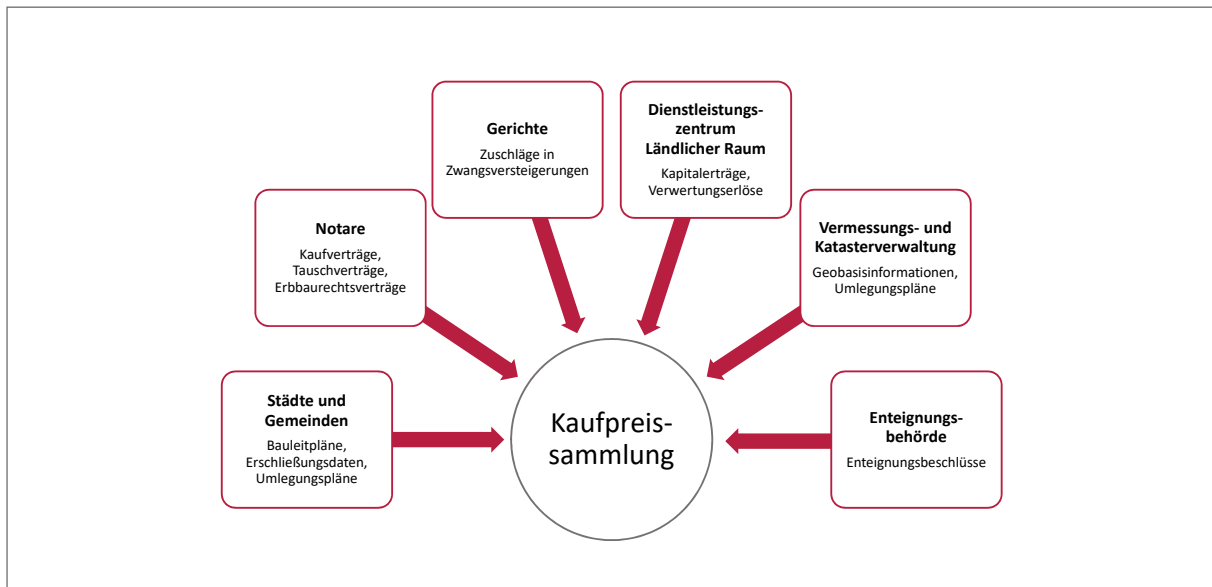 Gerichte
Zuschläge in
Zwangsversteigerungen
Dienstleistungs-
zentrum
Ländlicher Raum
Kapitalerträge,
Verwertungserlöse
Notare
Kaufverträge,
Tauschverträge,
Erbbaurechtsverträge
Vermessungs- und
Katasterverwaltung
Geobasisinformationen,
Umlegungspläne
Städte und
Gemeinden
Bauleitpläne,
Erschließungsdaten,
Umlegungspläne
Kaufpreis-
sammlung
Enteignungs-
behörde
Enteignungsbeschlüsse